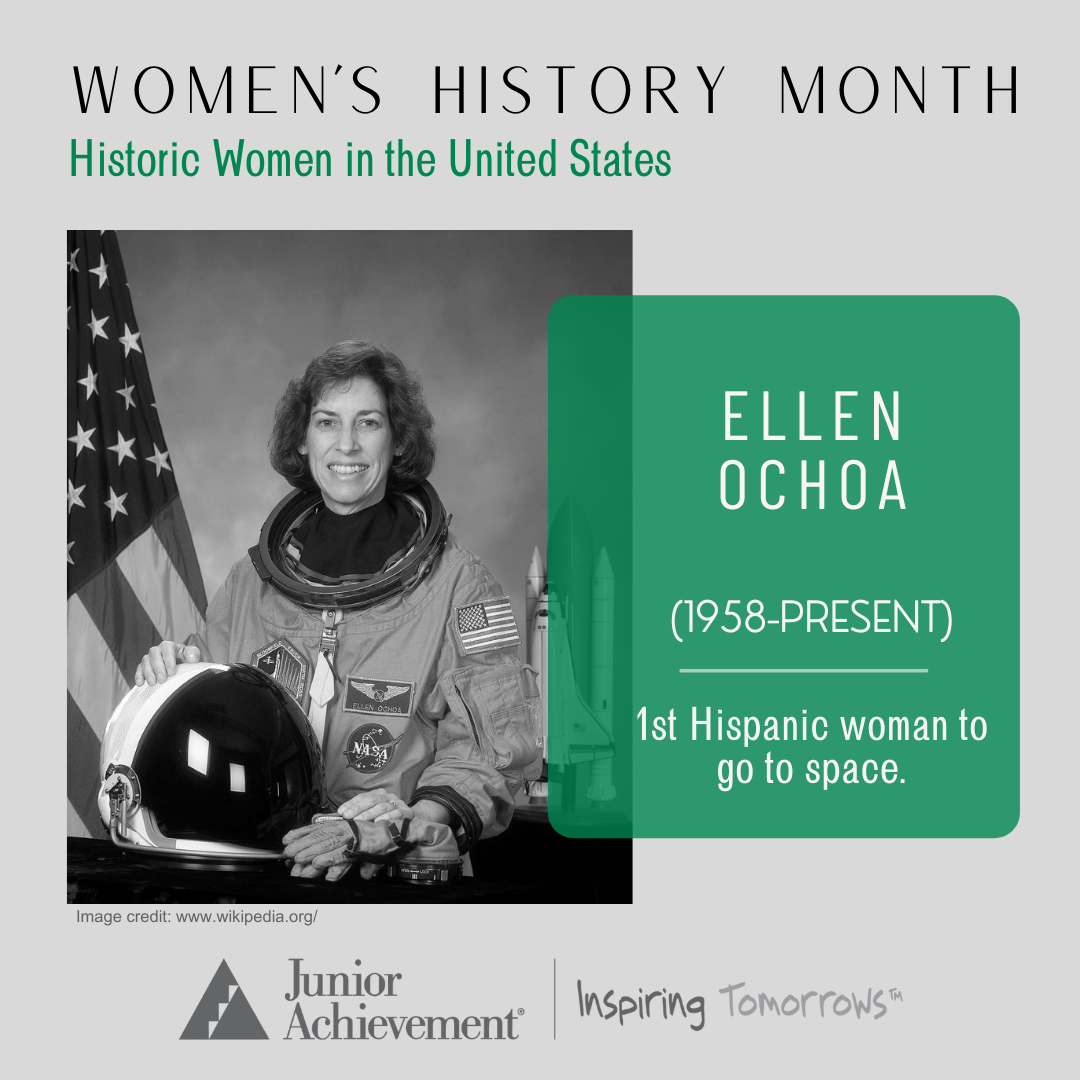 WOMEN'S HISTORY MONTH
Historic Women in the United States
ELLEN
OCHOA
(1958-PRESENT)
1st Hispanic woman to
go to space.
ELLEN OCHOA
NASA
Image credit: www.wikipedia.org/
Junior
Achievement®
Inspiring Tomorrows™